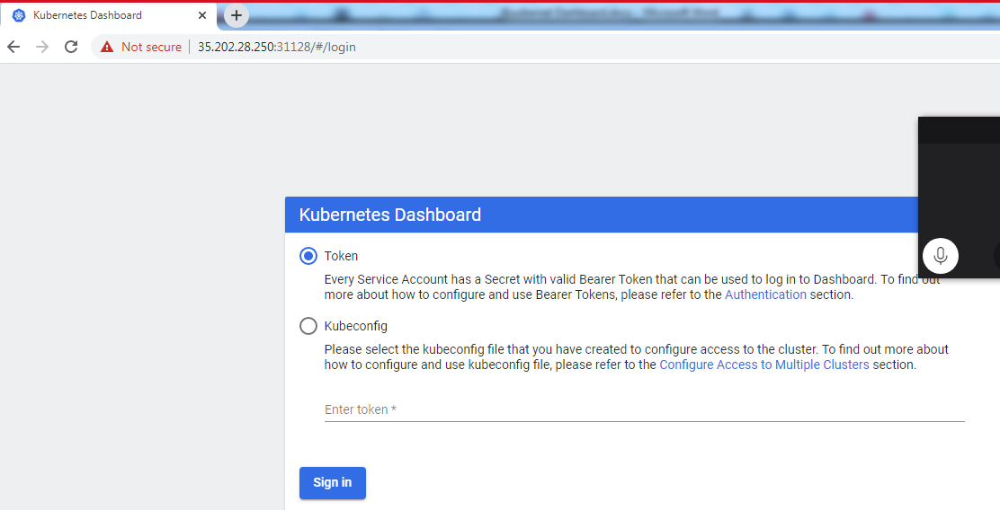 Kubernetes Dashboard
Not secure
35.202.28.250:31128/#/login
Kubernetes Dashboard
Token
Every Service Account has a Secret with valid Bearer Token that can be used to log in to Dashboard. To find out
more about how to configure and use Bearer Tokens, please refer to the Authentication section.
Kubeconfig
Please select the kubeconfig file that you have created to configure access to the cluster. To find out more about
how to configure and use kubeconfig file, please refer to the Configure Access to Multiple Clusters section.
Enter token *
Sign in